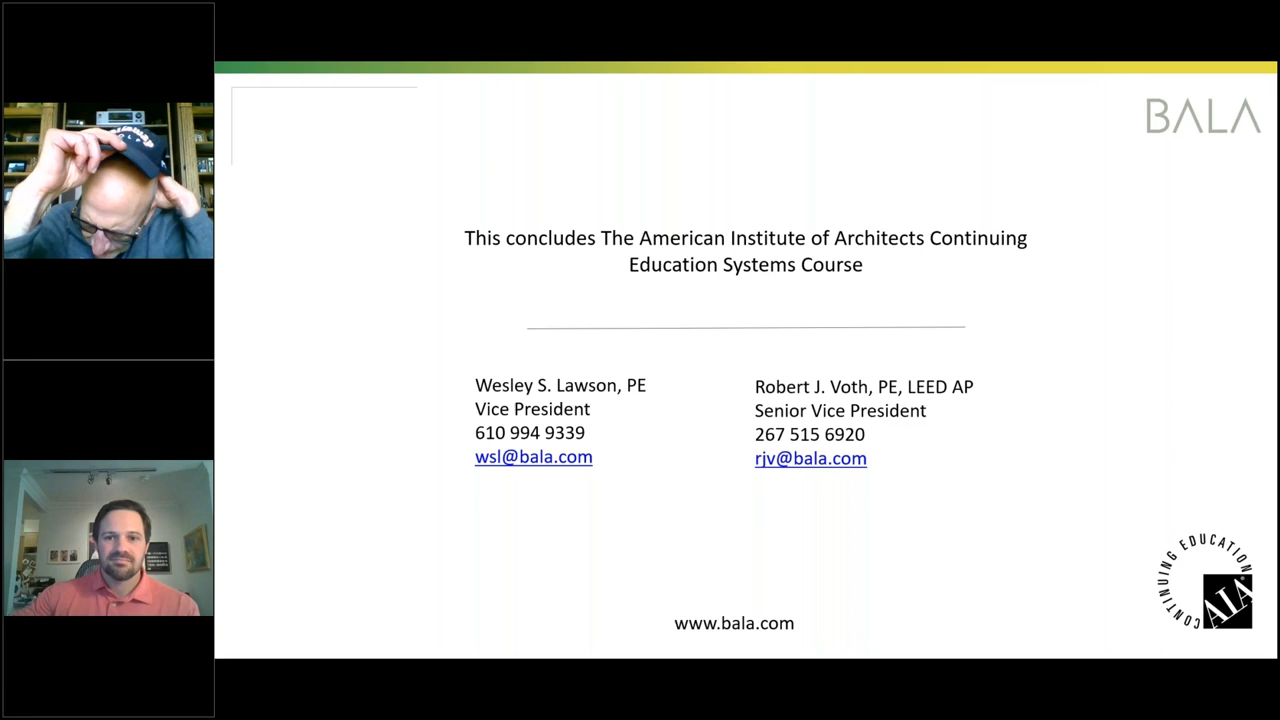 BALA
This concludes The American Institute of Architects Continuing
Education Systems Course
Wesley S. Lawson, PE
Vice President
610 994 9339
wsl@bala.com
Robert J. Voth, PE, LEED AP
Senior Vice President
267 515 6920
rjv@bala.com
CONTINUING EDUCATION
AIA
www.bala.com